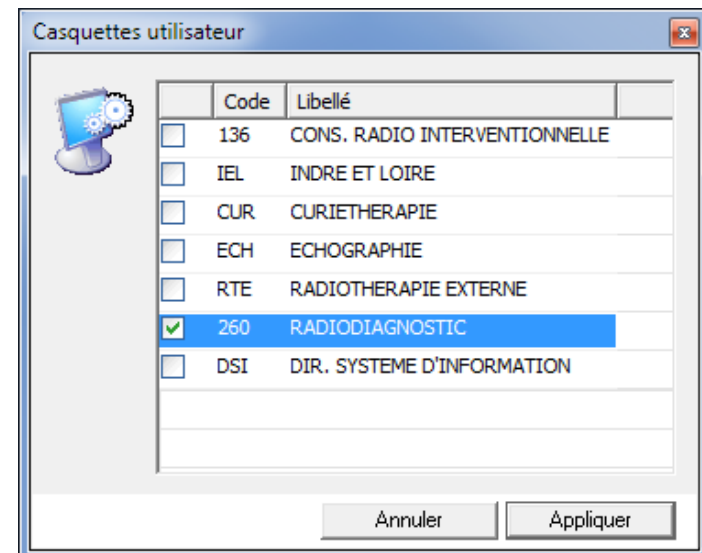 Casquettes utilisateur
Code Libellé
136 CONS. RADIO INTERVENTIONNELLE
IEL INDRE ET LOIRE
CUR CURIETHERAPIE
ECH ECHOGRAPHIE
RTE RADIOTHERAPIE EXTERNE
260 RADIODIAGNOSTIC
DSI DIR. SYSTEME D'INFORMATION
Annuler Appliquer